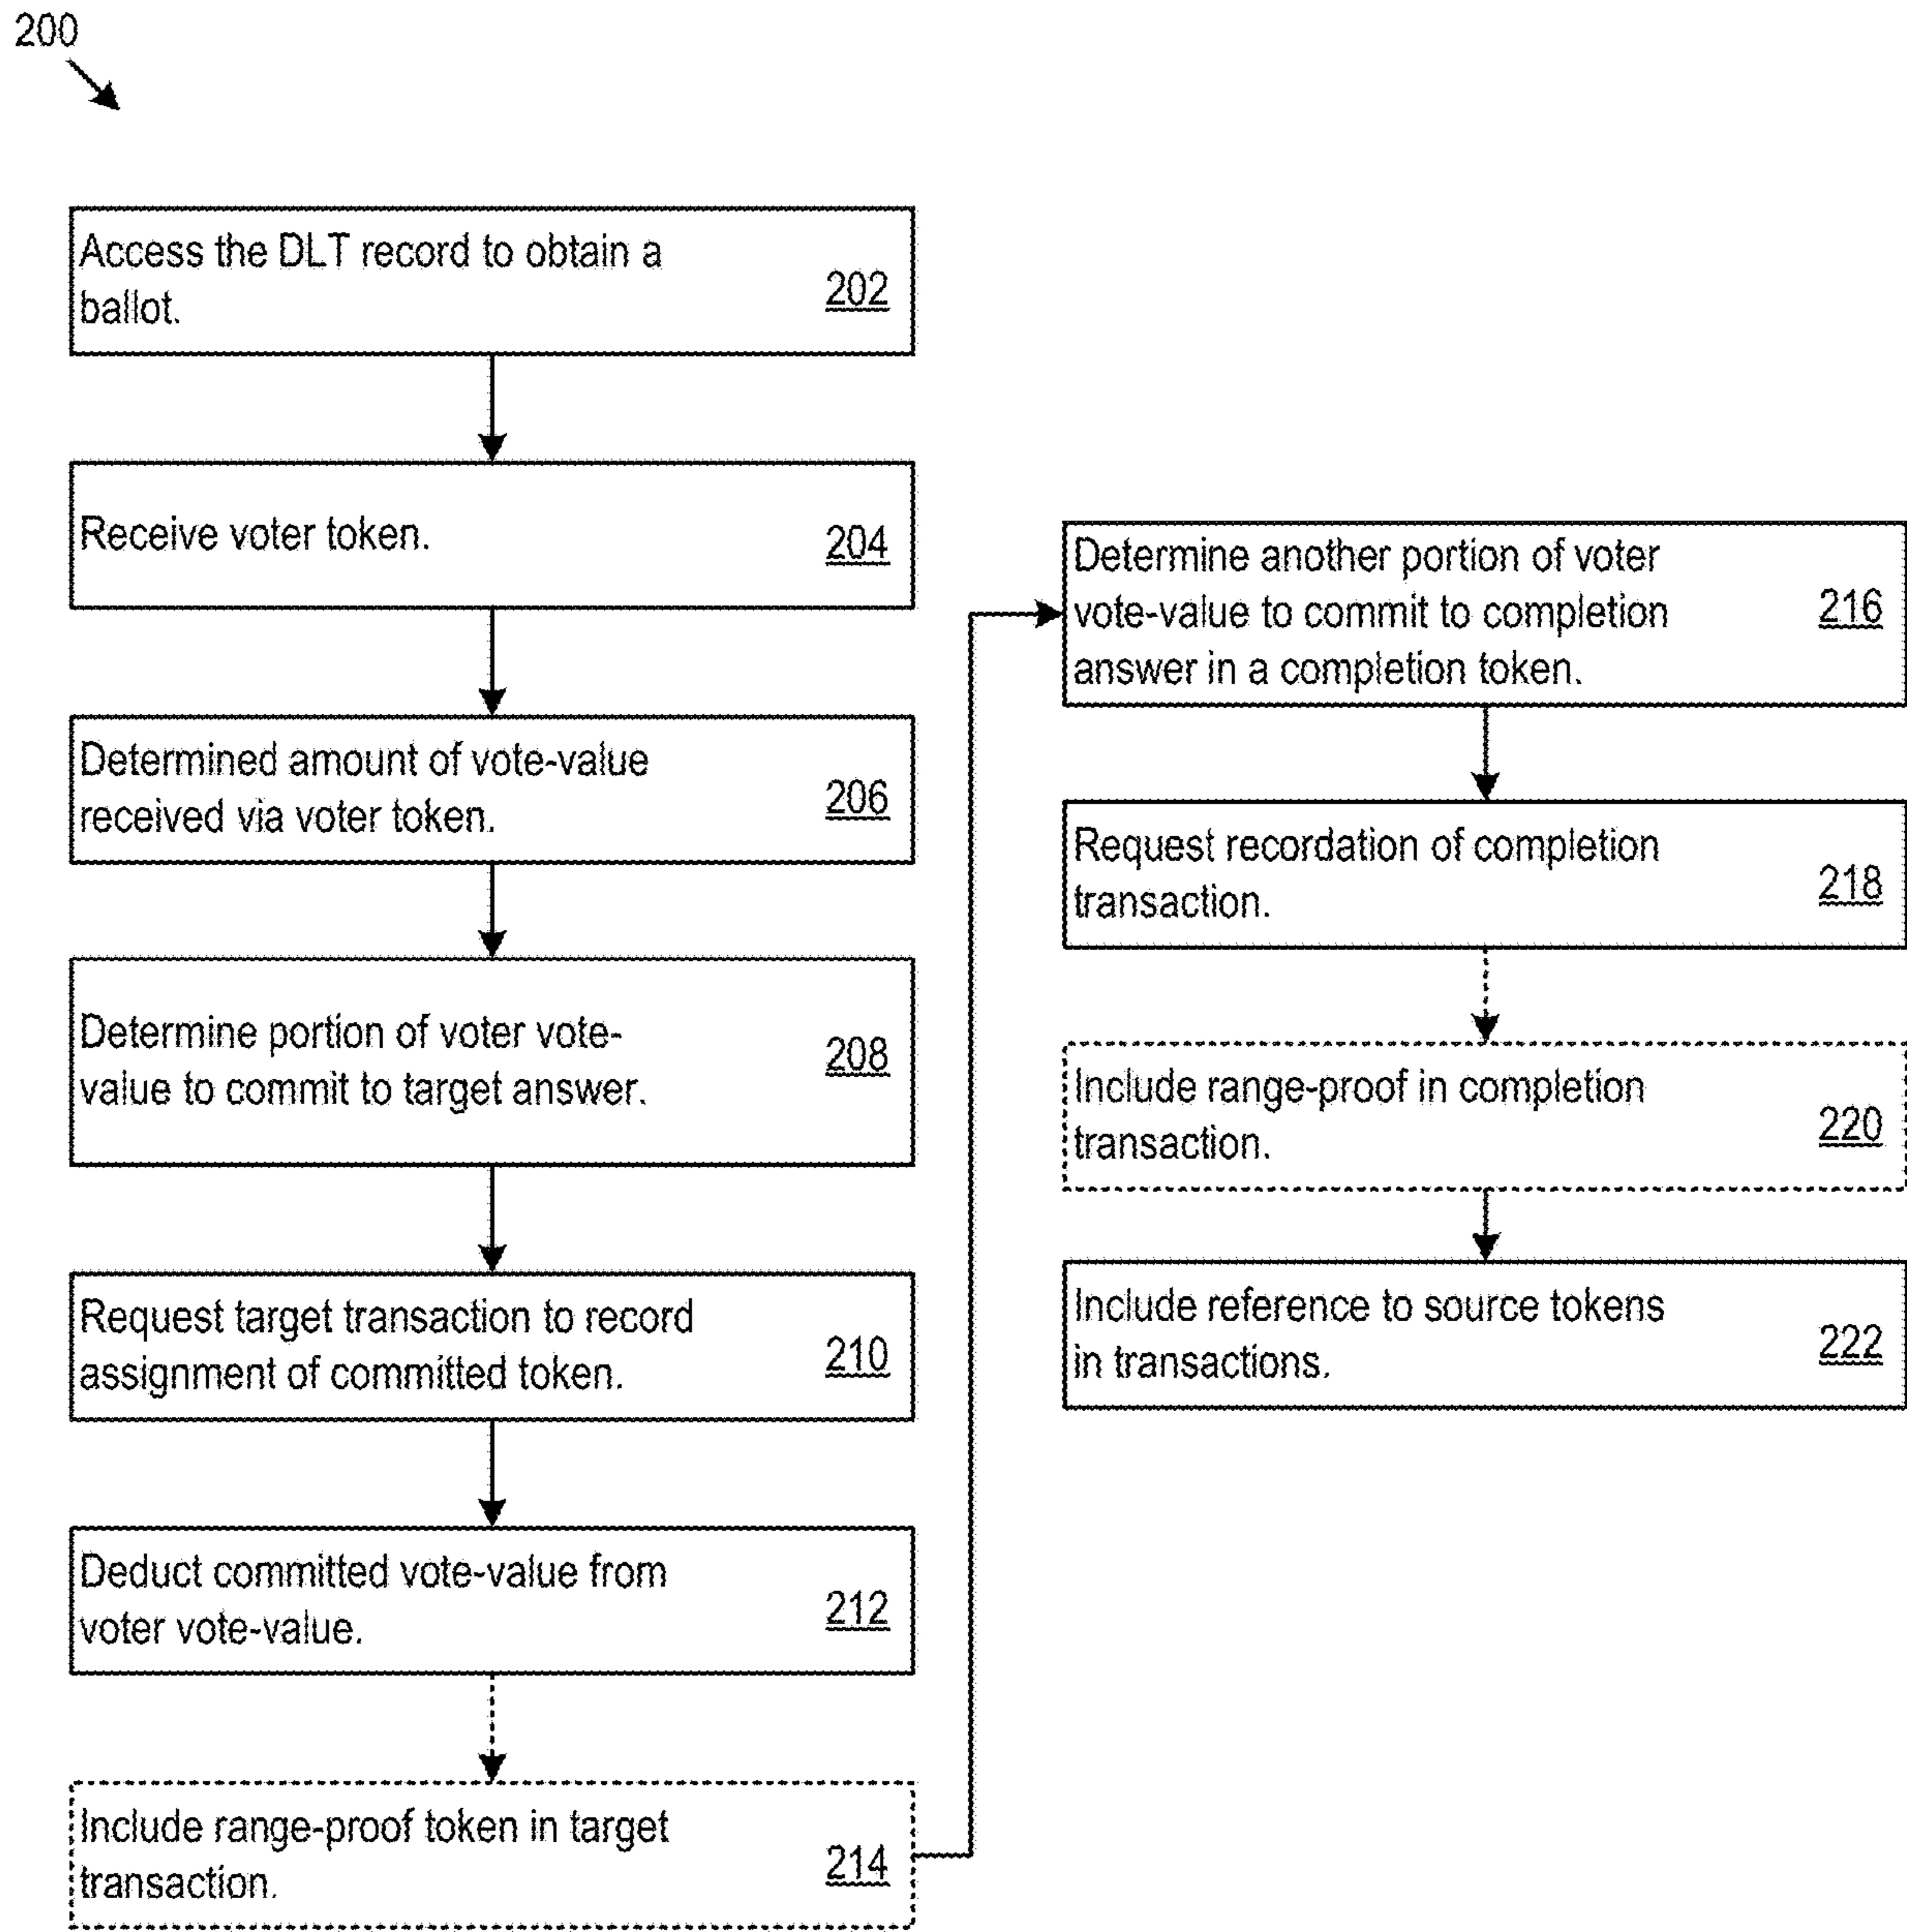 200
Access the DLT record to obtain a
ballot.
202
Receive voter token.
204
Determined amount of vote-value
received via voter token.
206
Determine portion of voter vote-
value to commit to target answer.
208
Request target transaction to record
assignment of committed token.
210
Deduct committed vote-value from
voter vote-value.
212
Include range-proof token in target
transaction.
214
Determine another portion of voter
vote-value to commit to completion
answer in a completion token.
216
Request recordation of completion
transaction.
218
Include range-proof in completion
transaction.
220
Include reference to source tokens
in transactions.
222